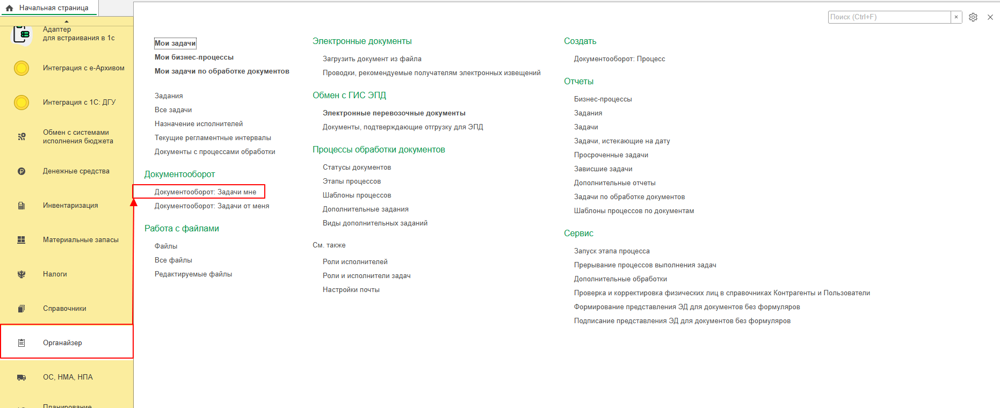 Начальная страница
Адаптер
для встраивания в 1с
Интеграция с е-Архивом
Интеграция с 1С: ДГУ
Обмен с системами
исполнения бюджета
Денежные средства
Инвентаризация
Материальные запасы
Налоги
Справочники
Органайзер
ОС, НМА, НПА
Планирование
Поиск (Ctrl+F)
Мои задачи
Мои бизнес-процессы
Мои задачи по обработке документов
Задания
Все задачи
Назначение исполнителей
Текущие регламентные интервалы
Документы с процессами обработки
Документооборот
Документооборот: Задачи мне
Документооборот: Задачи от меня
Работа с файлами
Файлы
Все файлы
Редактируемые файлы
Электронные документы
Загрузить документ из файла
Проводки, рекомендуемые получателям электронных извещений
Обмен с ГИС ЭПД
Электронные перевозочные документы
Документы, подтверждающие отгрузку для ЭПД
Процессы обработки документов
Статусы документов
Этапы процессов
Шаблоны процессов
Дополнительные задания
Виды дополнительных заданий
См. также
Роли исполнителей
Роли и исполнители задач
Настройки почты
Создать
Документооборот: Процесс
Отчеты
Бизнес-процессы
Задания
Задачи
Задачи, истекающие на дату
Просроченные задачи
Зависшие задачи
Дополнительные отчеты
Задачи по обработке документов
Шаблоны процессов по документам
Сервис
Запуск этапа процесса
Прерывание процессов выполнения задач
Дополнительные обработки
Проверка и корректировка физических лиц в справочниках Контрагенты и Пользователи
Формирование представления ЭД для документов без формуляров
Подписание представления ЭД для документов без формуляров